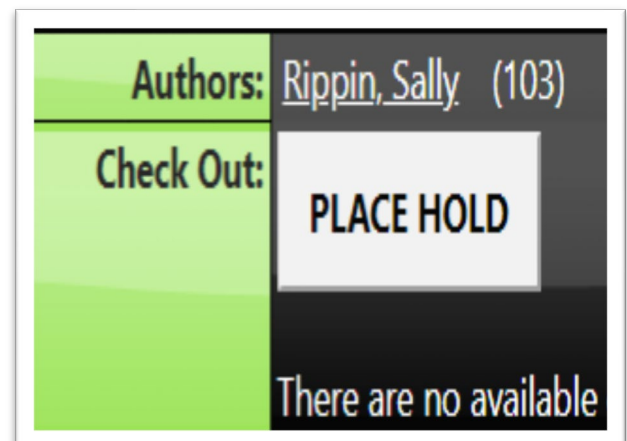 Authors: Rippin, Sally (103)
Check Out: PLACE HOLD
There are no available